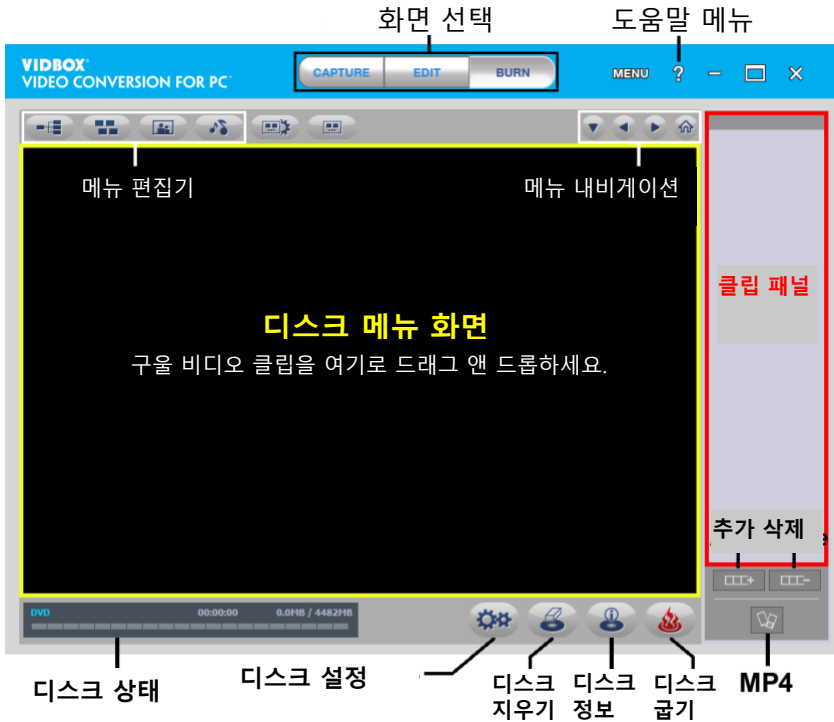 화면 선택
도움말 메뉴
VIDBOX
VIDEO CONVERSION FOR PC
CAPTURE
EDIT
BURN
MENU
?
메뉴 편집기
메뉴 내비게이션
클립 패널
디스크 메뉴 화면
구울 비디오 클립을 여기로 드래그 앤 드롭하세요.
추가 삭제
DVD
00:00:00
0.0MB / 4482MB
디스크 상태
디스크 설정
디스크
지우기
디스크
정보
디스크
굽기
MP4